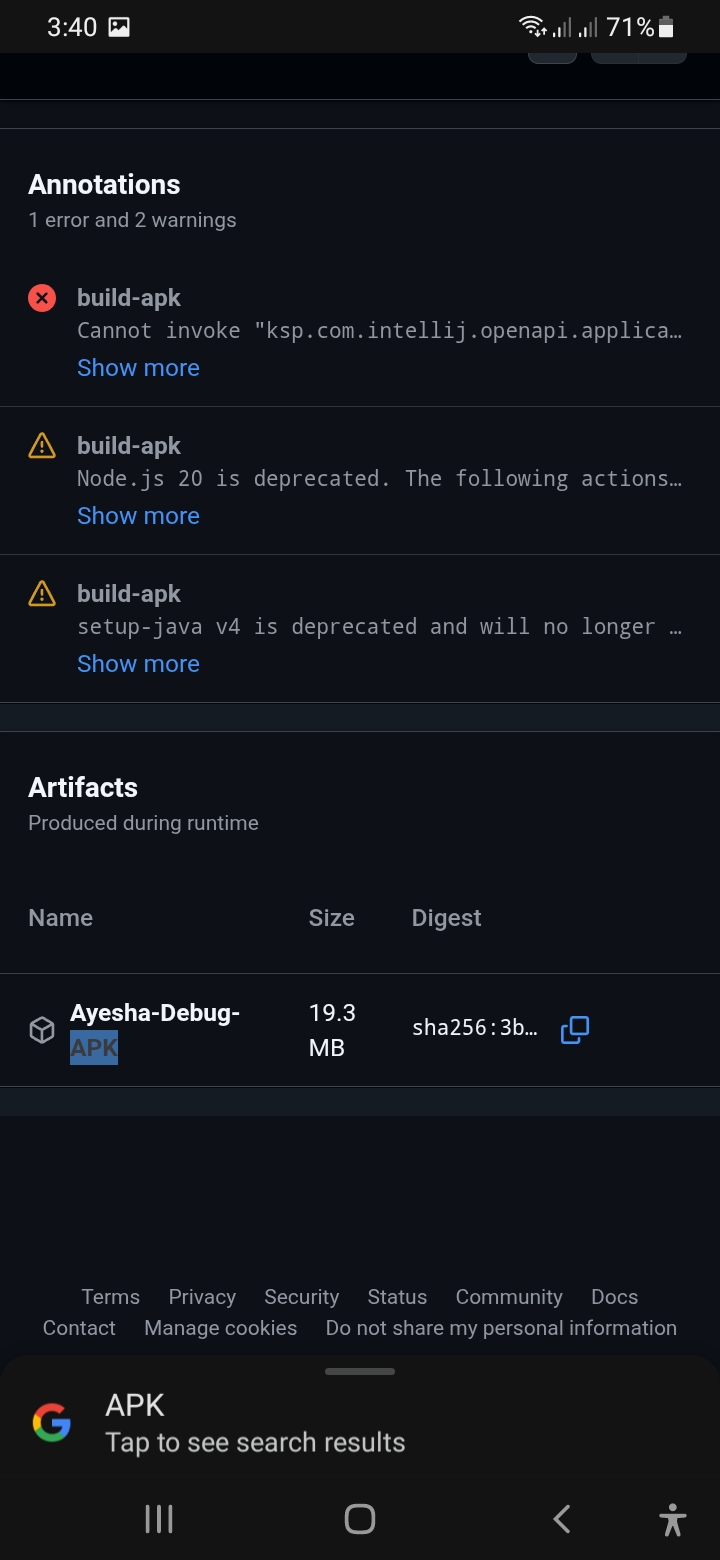 3:40
71%
Annotations
1 error and 2 warnings
build-apk
Cannot invoke "ksp.com.intellij.openapi.applica…
Show more
build-apk
Node.js 20 is deprecated. The following actions…
Show more
build-apk
setup-java v4 is deprecated and will no longer …
Show more
Artifacts
Produced during runtime
Name Size Digest
Ayesha-Debug- 19.3
sha256:3b…
APK MB
Terms Privacy Security Status Community Docs
Contact Manage cookies Do not share my personal information
APK
Tap to see search results